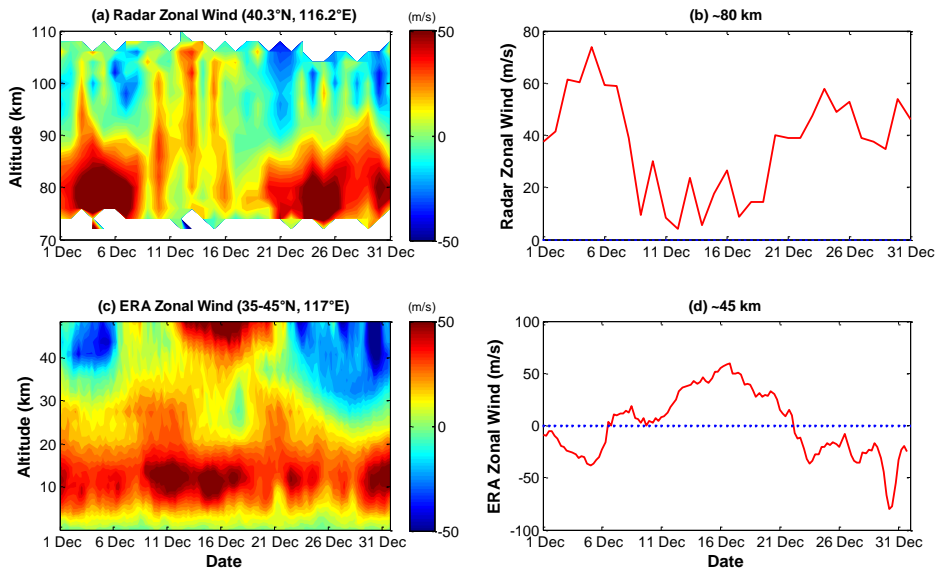 (a) Radar Zonal Wind (40.3°N, 116.2°E)
(m/s)
Altitude (km)
110
100
90
80
70
1 Dec 6 Dec 11 Dec 16 Dec 21 Dec 26 Dec 31 Dec
50
0
-50
(b) ~80 km
Radar Zonal Wind (m/s)
80
60
40
20
0
1 Dec 6 Dec 11 Dec 16 Dec 21 Dec 26 Dec 31 Dec
(c) ERA Zonal Wind (35-45°N, 117°E)
(m/s)
Altitude (km)
40
30
20
10
1 Dec 6 Dec 11 Dec 16 Dec 21 Dec 26 Dec 31 Dec
Date
50
0
-50
(d) ~45 km
ERA Zonal Wind (m/s)
100
50
0
-50
-100
1 Dec 6 Dec 11 Dec 16 Dec 21 Dec 26 Dec 31 Dec
Date